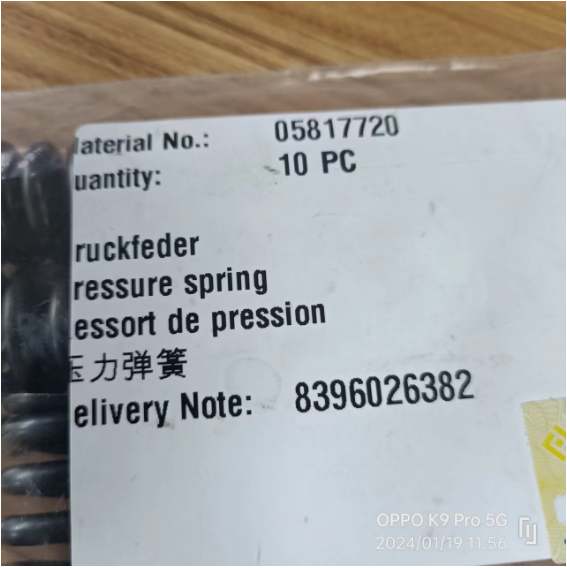 aterial No.: 05817720
uantity: 10 PC
ruckfeder
ressure spring
essort de pression
压力弹簧
elivery Note: 8396026382
OPPO K9 Pro 5G
2024/01/19 11:56